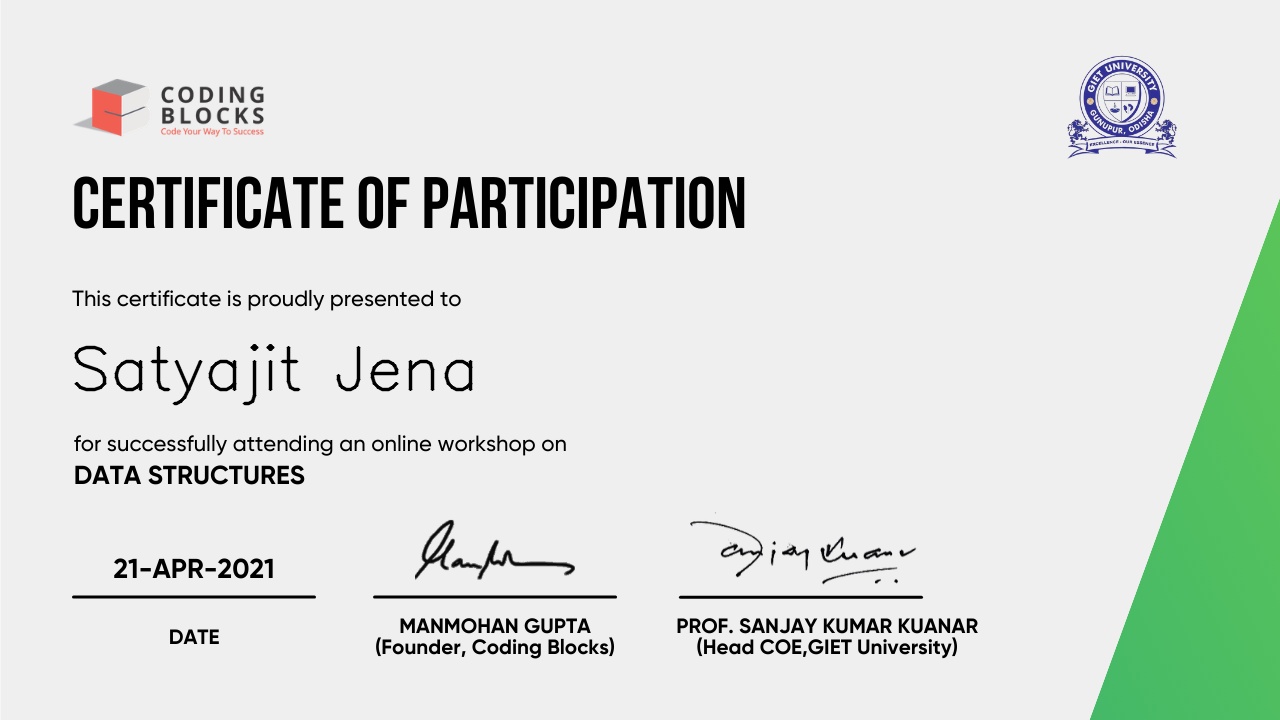 CODING
BLOCKS
Code Your Way To Success
GIET UNIVERSITY
GUNUPUR, ODISHA
EXCELLENCE - OUR ESSENCE
CERTIFICATE OF PARTICIPATION
This certificate is proudly presented to
Satyajit Jena
for successfully attending an online workshop on
DATA STRUCTURES
21-APR-2021
Sanjay Kuanar
DATE
MANMOHAN GUPTA
(Founder, Coding Blocks)
PROF. SANJAY KUMAR KUANAR
(Head COE,GIET University)